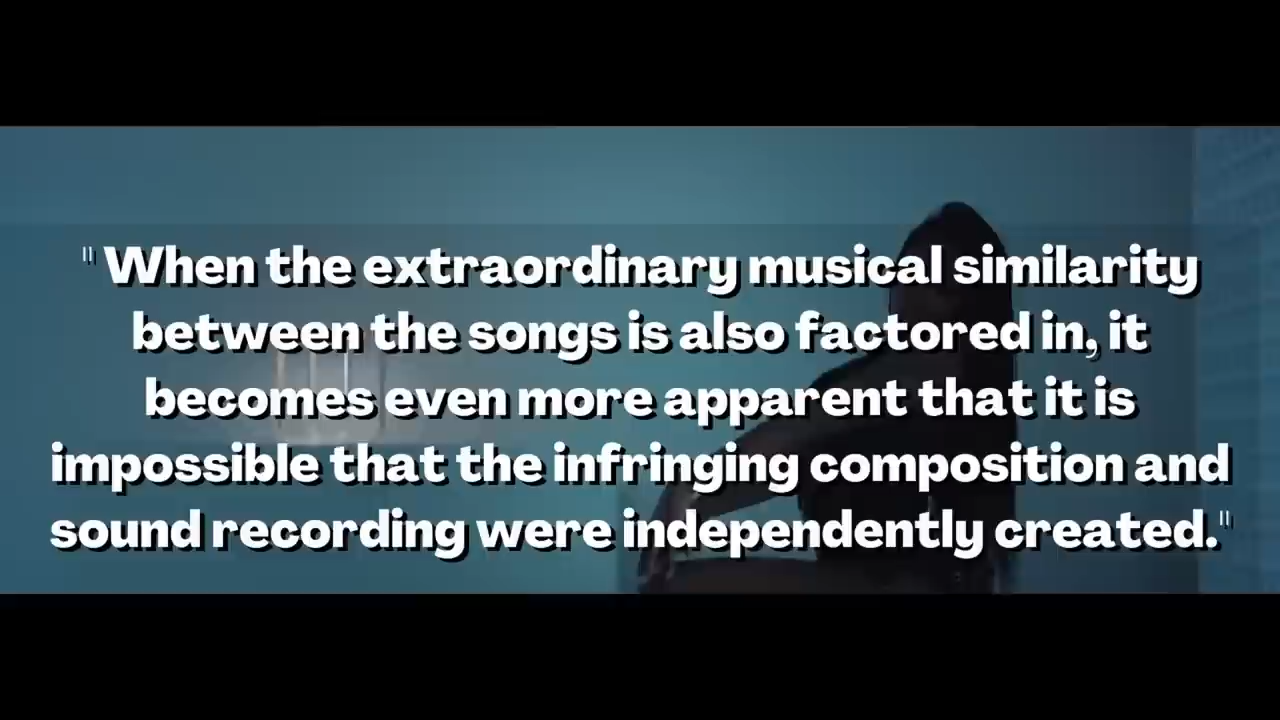 "When the extraordinary musical similarity
between the songs is also factored in, it
becomes even more apparent that it is
impossible that the infringing composition and
sound recording were independently created."